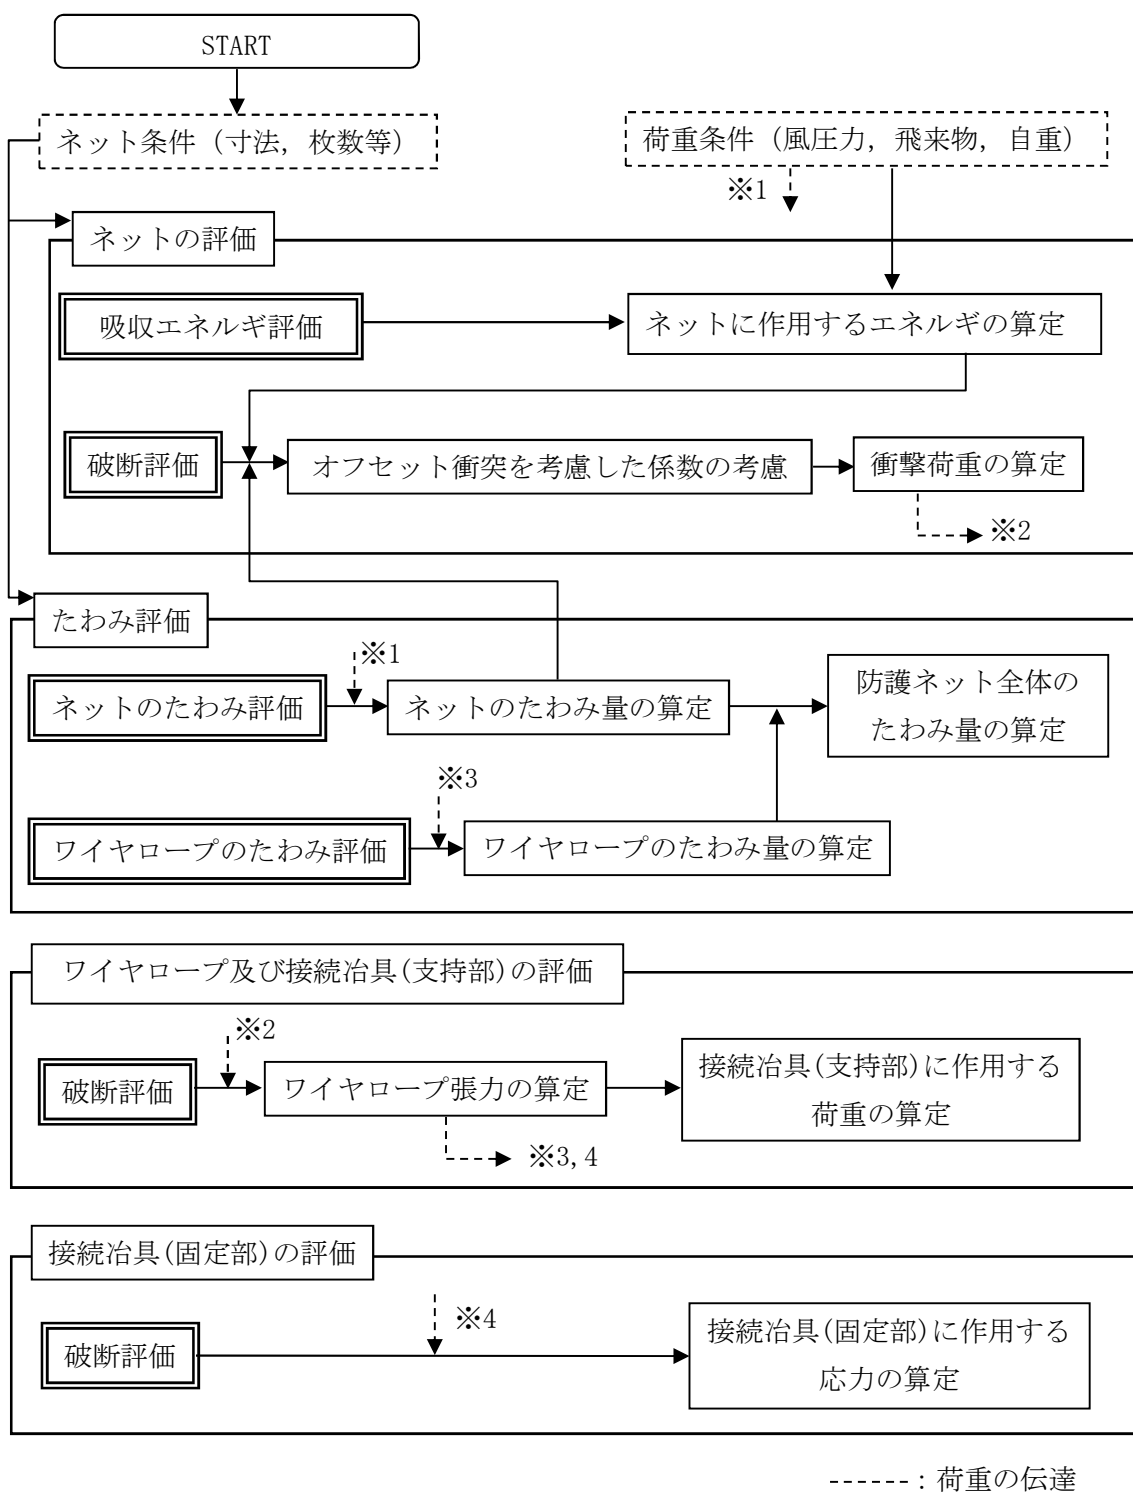 START
ネット条件(寸法,枚数等)
荷重条件(風圧力,飛来物,自重)
※1
ネットの評価
吸収エネルギ評価
ネットに作用するエネルギの算定
破断評価
オフセット衝突を考慮した係数の考慮
衝撃荷重の算定
※2
たわみ評価
※1
ネットのたわみ評価
ネットのたわみ量の算定
防護ネット全体の
たわみ量の算定
※3
ワイヤロープのたわみ評価
ワイヤロープのたわみ量の算定
ワイヤロープ及び接続冶具(支持部)の評価
※2
破断評価
ワイヤロープ張力の算定
接続冶具(支持部)に作用する
荷重の算定
※3,4
接続冶具(固定部)の評価
※4
破断評価
接続冶具(固定部)に作用する
応力の算定
------:荷重の伝達